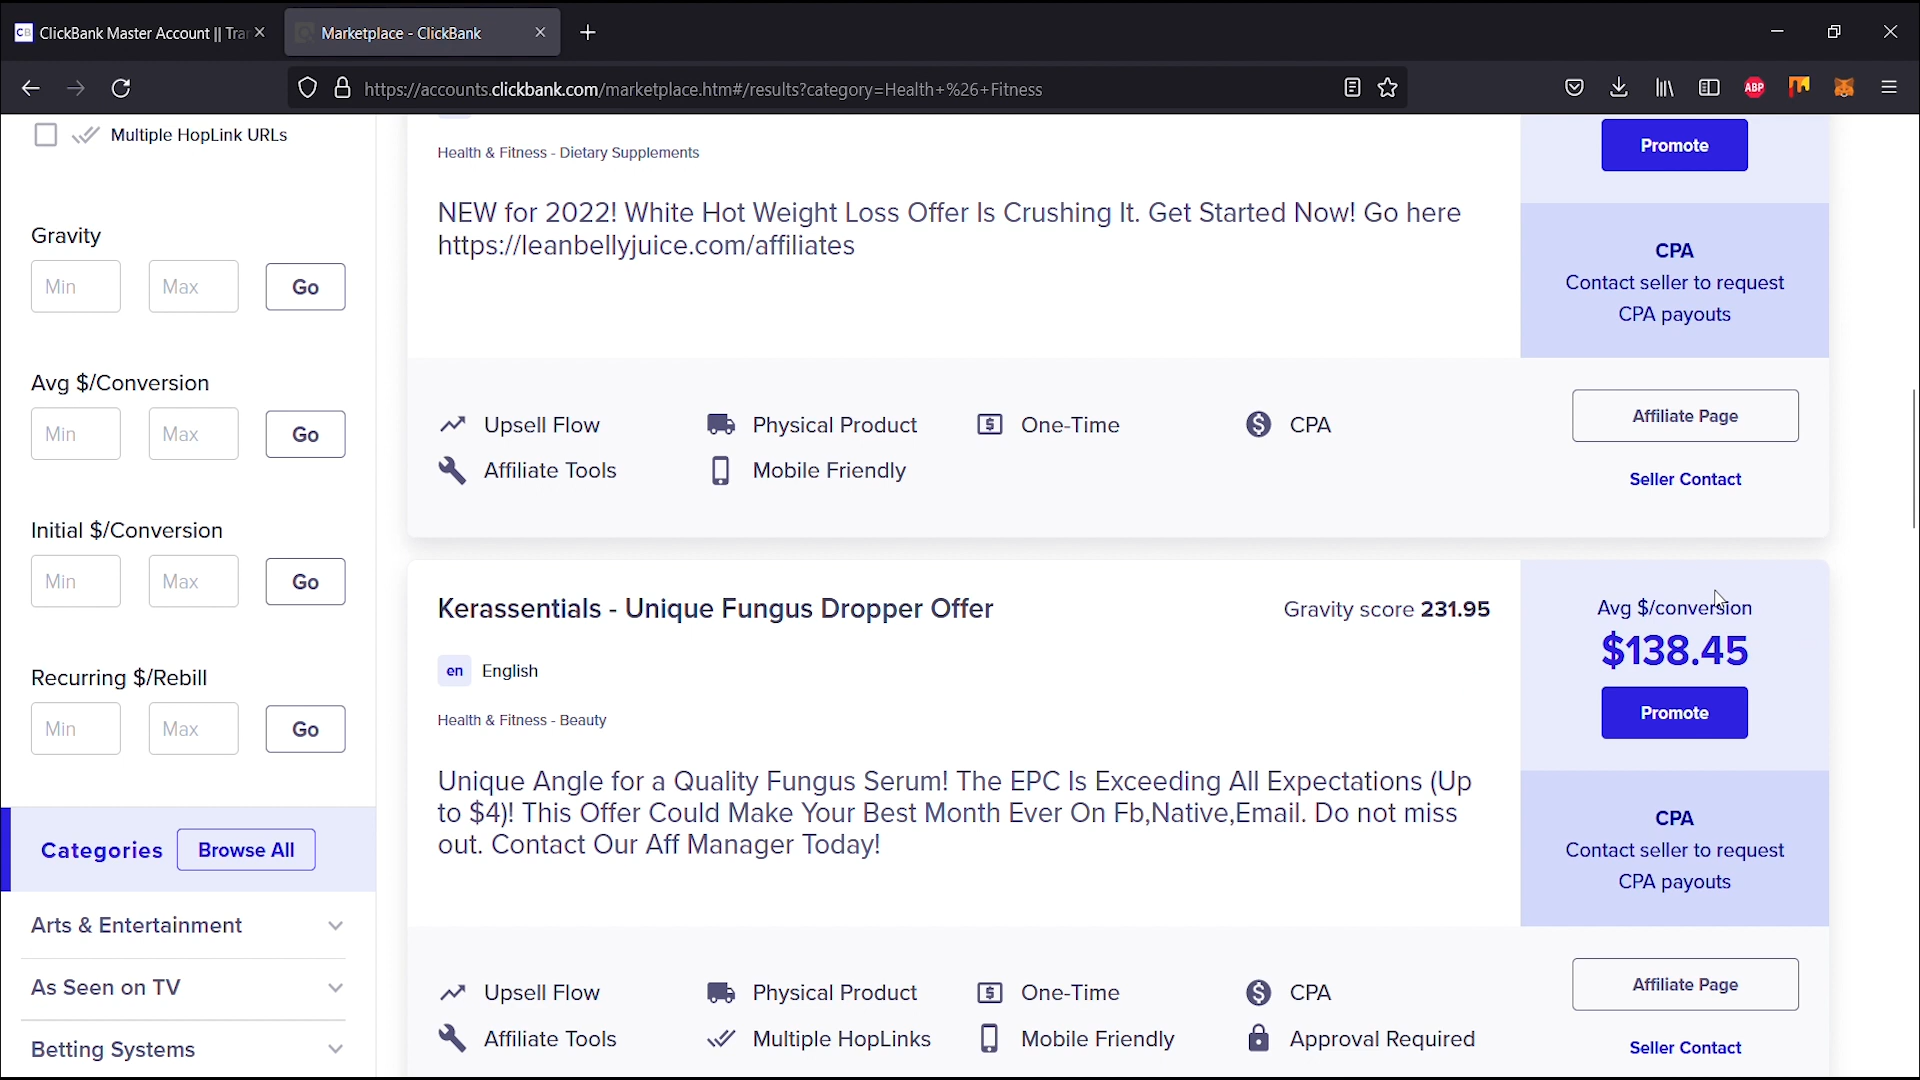 CB ClickBank Master Account || Tra
Marketplace - ClickBank
https://accounts.clickbank.com/marketplace.htm#/results?category=Health+%26+Fitness
ABP
Multiple HopLink URLs
Gravity
Min Max Go
Avg $/Conversion
Min Max Go
Initial $/Conversion
Min Max Go
Recurring $/Rebill
Min Max Go
Categories Browse All
Arts & Entertainment
As Seen on TV
Betting Systems
Health & Fitness - Dietary Supplements
NEW for 2022! White Hot Weight Loss Offer Is Crushing It. Get Started Now! Go here
https://leanbellyjuice.com/affiliates
Promote
CPA
Contact seller to request
CPA payouts
Upsell Flow Physical Product One-Time CPA
Affiliate Tools Mobile Friendly
Affiliate Page
Seller Contact
Kerassentials - Unique Fungus Dropper Offer
Gravity score 231.95
en English
Health & Fitness - Beauty
Unique Angle for a Quality Fungus Serum! The EPC Is Exceeding All Expectations (Up
to $4)! This Offer Could Make Your Best Month Ever On Fb,Native,Email. Do not miss
out. Contact Our Aff Manager Today!
Avg $/conversion
$138.45
Promote
CPA
Contact seller to request
CPA payouts
Upsell Flow Physical Product One-Time CPA
Affiliate Tools Multiple HopLinks Mobile Friendly Approval Required
Affiliate Page
Seller Contact